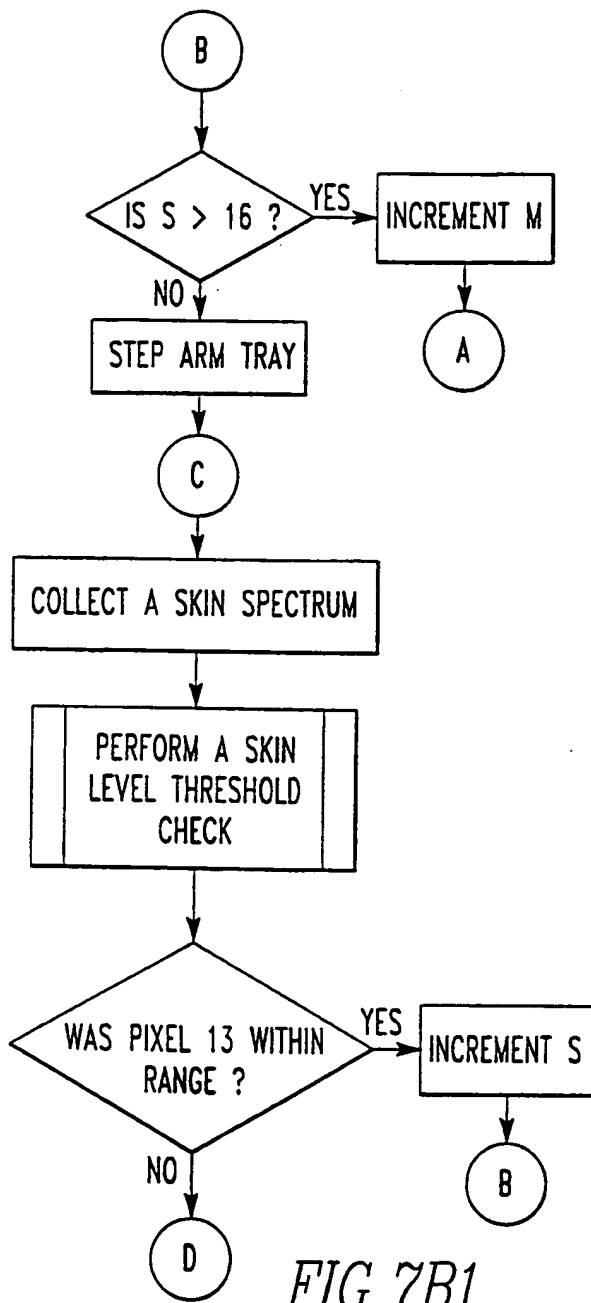 B
IS S > 16 ?
YES
INCREMENT M
NO
STEP ARM TRAY
A
C
COLLECT A SKIN SPECTRUM
PERFORM A SKIN
LEVEL THRESHOLD
CHECK
WAS PIXEL 13 WITHIN
RANGE ?
YES
INCREMENT S
NO
B
D
FIG. 7B1